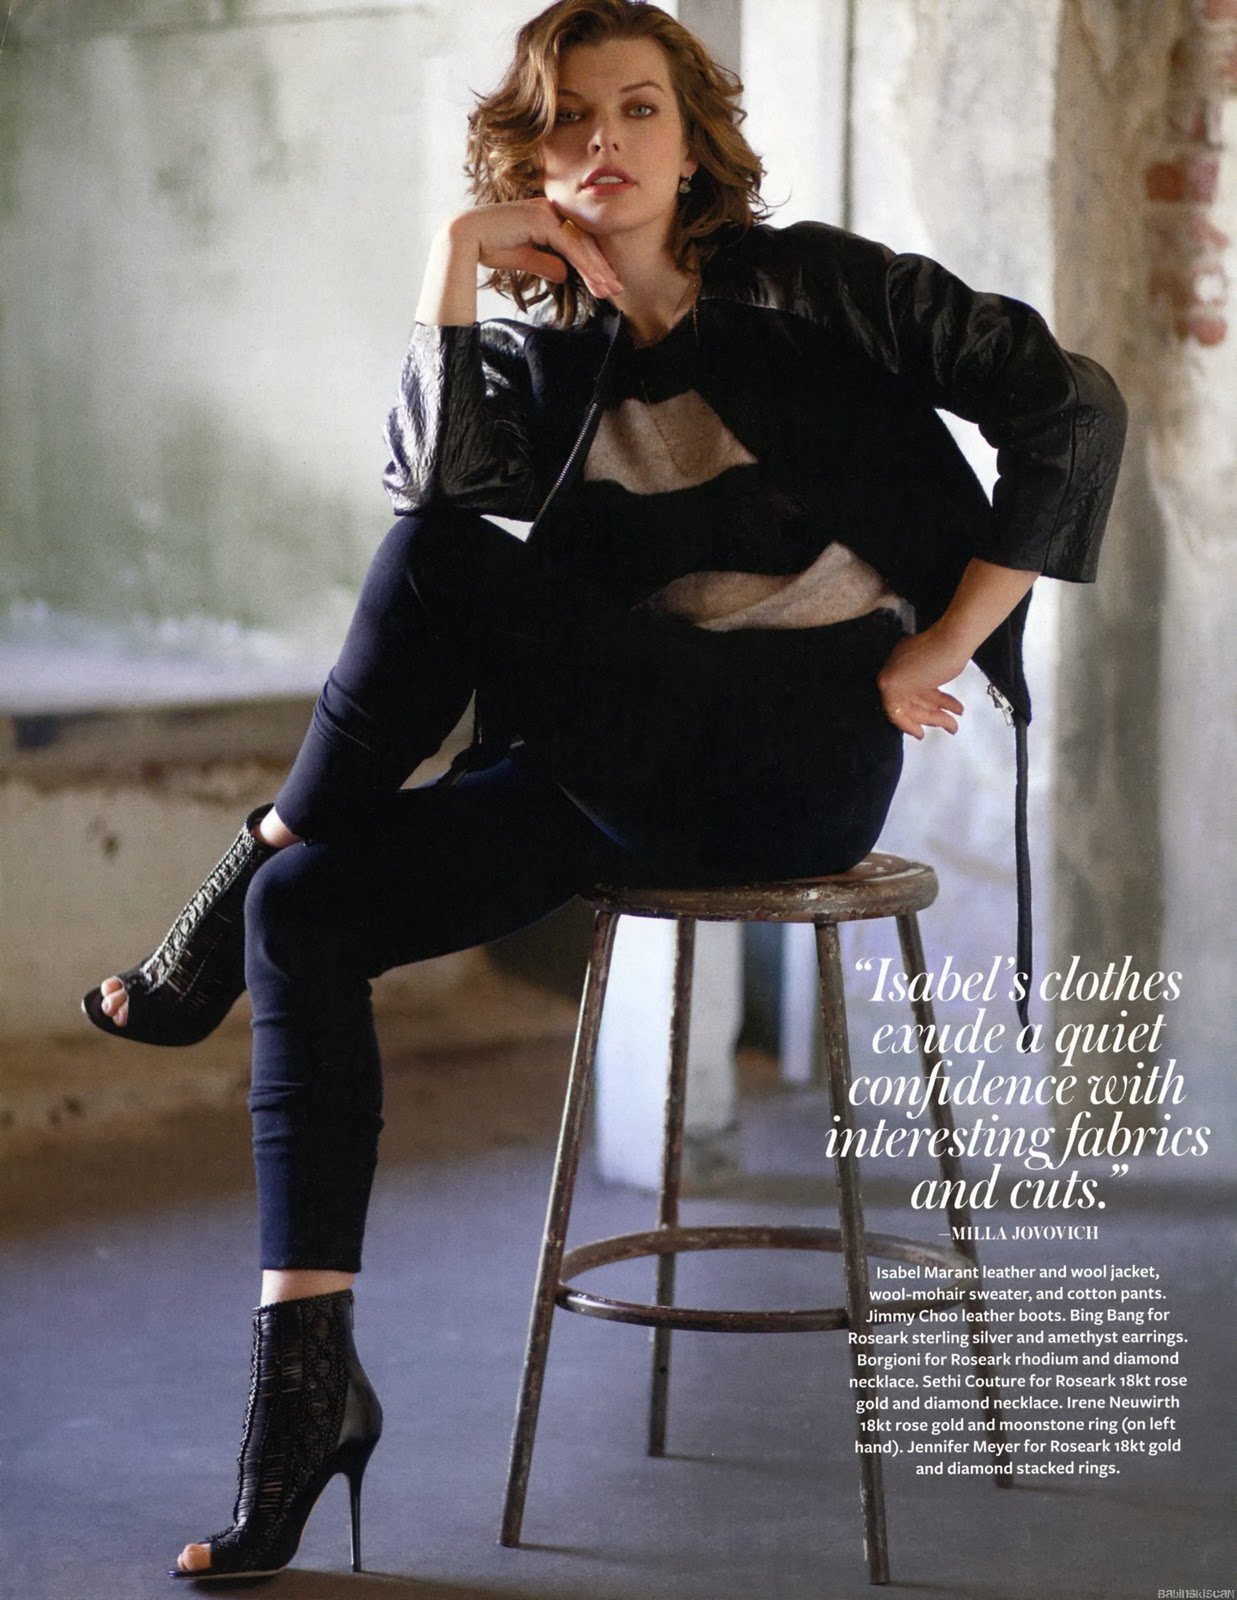 “Isabel’s clothes
exude a quiet
confidence with
interesting fabrics
and cuts.”
—MILLA JOVOVICH
Isabel Marant leather and wool jacket,
wool-mohair sweater, and cotton pants.
Jimmy Choo leather boots. Bing Bang for
Roseark sterling silver and amethyst earrings.
Borgioni for Roseark rhodium and diamond
necklace. Sethi Couture for Roseark 18kt rose
gold and diamond necklace. Irene Neuwirth
18kt rose gold and moonstone ring (on left
hand). Jennifer Meyer for Roseark 18kt gold
and diamond stacked rings.
BABINSKISCAN